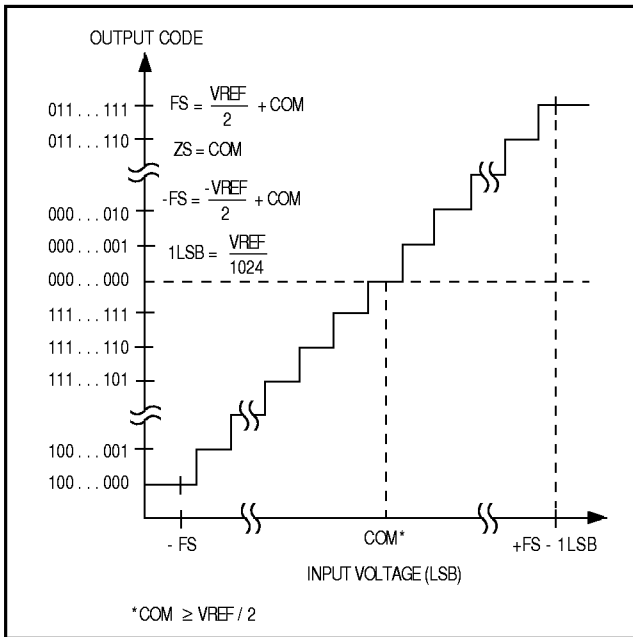 OUTPUT CODE
011 . . . 111
011 . . . 110
000 . . . 010
000 . . . 001
000 . . . 000
111 . . . 111
111 . . . 110
111 . . . 101
100 . . . 001
100 . . . 000
FS = VREF / 2 + COM
ZS = COM
-FS = -VREF / 2 + COM
1LSB = VREF / 1024
- FS
COM*
+FS - 1LSB
INPUT VOLTAGE (LSB)
*COM ≥ VREF / 2